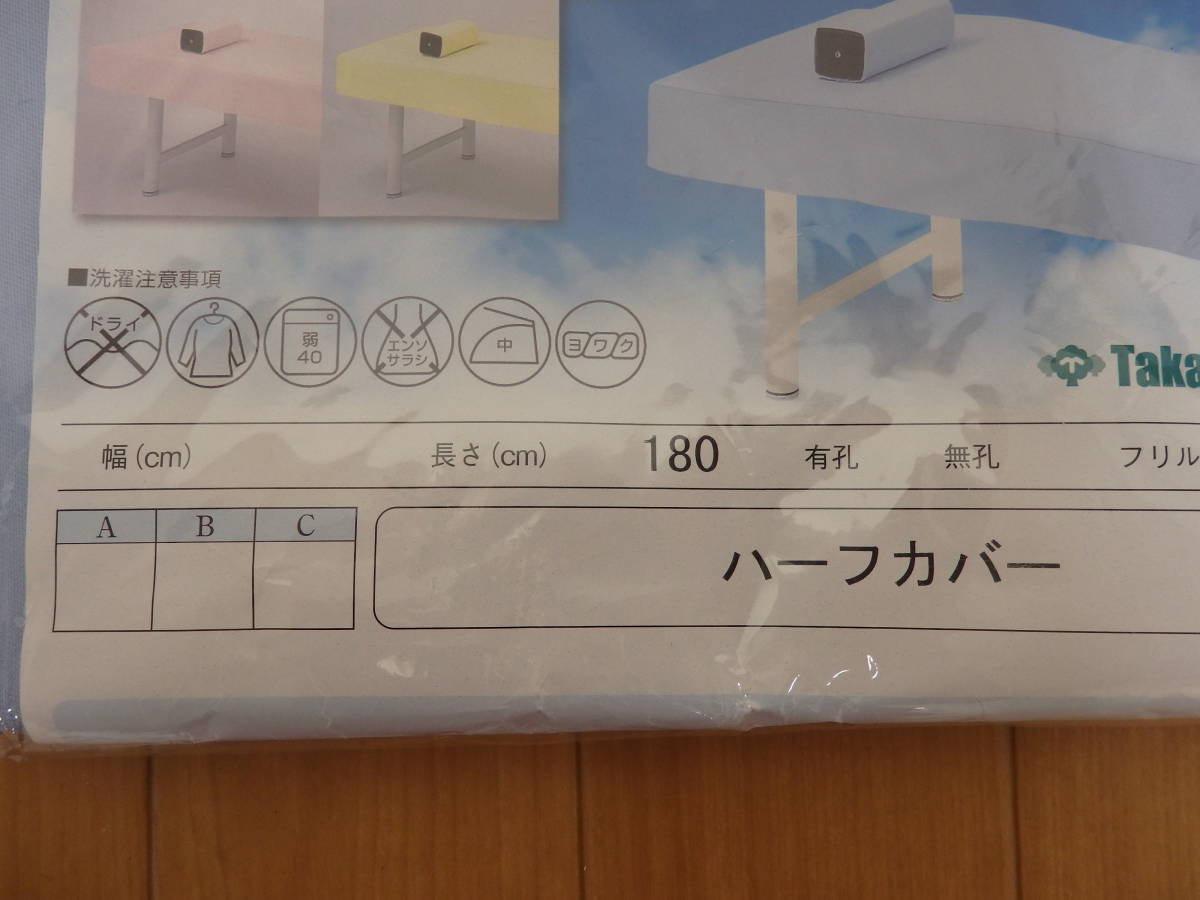 ■洗濯注意事項
ドライ
弱
40
エンソ
サラシ
中
ヨワク
Taka
幅(cm) 長さ(cm) 180 有孔 無孔 フリル
A B C
ハーフカバー